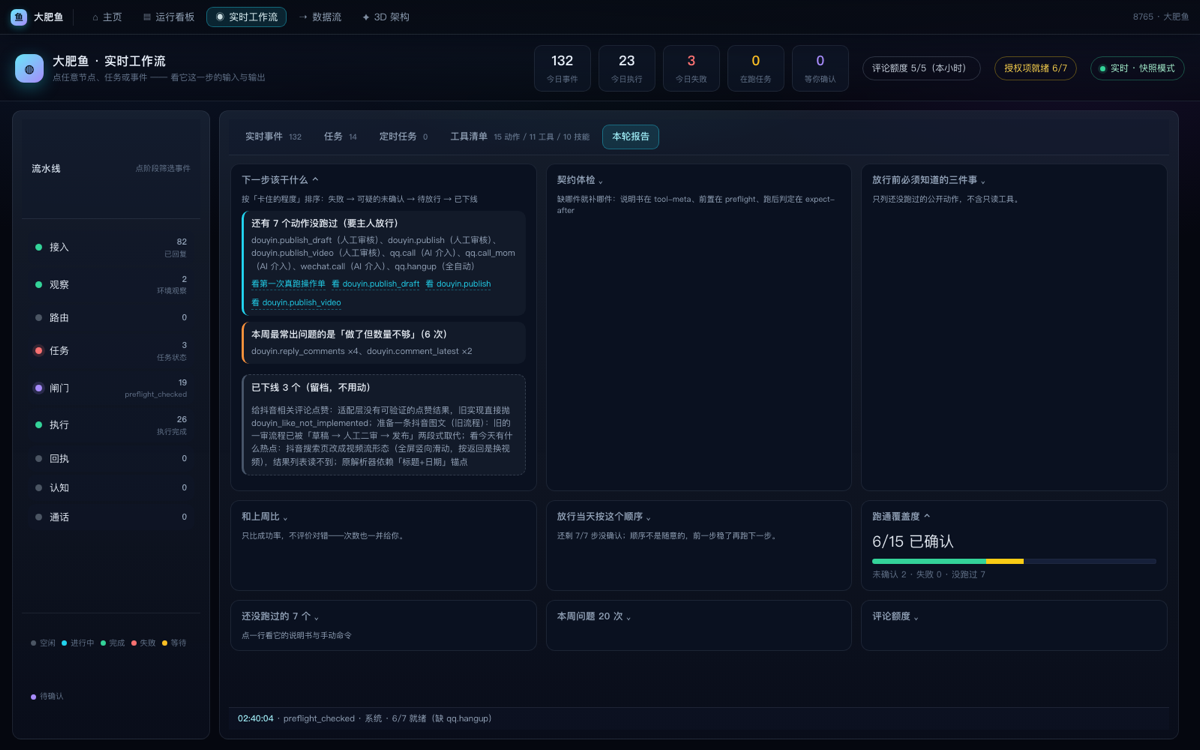 鱼 大肥鱼 主页 运行看板 实时工作流 数据流 3D 架构 8765 · 大肥鱼
大肥鱼 · 实时工作流
点任意节点、任务或事件 —— 看它这一步的输入与输出
132 今日事件
23 今日执行
3 今日失败
0 在跑任务
0 等你确认
评论额度 5/5（本小时）
授权项就绪 6/7
实时 · 快照模式
流水线 点阶段筛选事件
接入 82 已回复
观察 2 环境观察
路由 0
任务 3 任务状态
闸门 19 preflight_checked
执行 26 执行完成
回执 0
认知 0
通话 0
空闲 进行中 完成 失败 等待
待确认
实时事件 132 任务 14 定时任务 0 工具清单 15 动作 / 11 工具 / 10 技能 本轮报告
下一步该干什么
按「卡住的程度」排序：失败 → 可疑的未确认 → 待放行 → 已下线
还有 7 个动作没跑过（要主人放行）
douyin.publish_draft（人工审核）、douyin.publish（人工审核）、
douyin.publish_video（人工审核）、qq.call（AI 介入）、qq.call_mom
（AI 介入）、wechat.call（AI 介入）、qq.hangup（全自动）
看第一次真跑操作单 看 douyin.publish_draft 看 douyin.publish
看 douyin.publish_video
本周最常出问题的是「做了但数量不够」（6 次）
douyin.reply_comments ×4、douyin.comment_latest ×2
已下线 3 个（留档，不用动）
给抖音相关评论点赞：适配层没有可验证的点赞结果，旧实现直接抛
douyin_like_not_implemented；准备一条抖音图文（旧流程）：旧的
一审流程已被「草稿 → 人工二审 → 发布」两段式取代；看今天有什
么热点：抖音搜索页改成视频流形态（全屏竖向滑动，按返回是换视
频），结果列表读不到；原解析器依赖「标题+日期」锚点
契约体检
缺哪件就补哪件：说明书在 tool-meta、前置在 preflight、跑后判定在 expect-
after
放行前必须知道的三件事
只列还没跑过的公开动作，不含只读工具。
和上周比
只比成功率，不评价对错——次数也一并给你。
放行当天按这个顺序
还剩 7/7 步没确认；顺序不是随意的，前一步稳了再跑下一步。
跑通覆盖度
6/15 已确认
未确认 2 · 失败 0 · 没跑过 7
还没跑过的 7 个
点一行看它的说明书与手动命令
本周问题 20 次
评论额度
02:40:04 · preflight_checked · 系统 · 6/7 就绪（缺 qq.hangup）